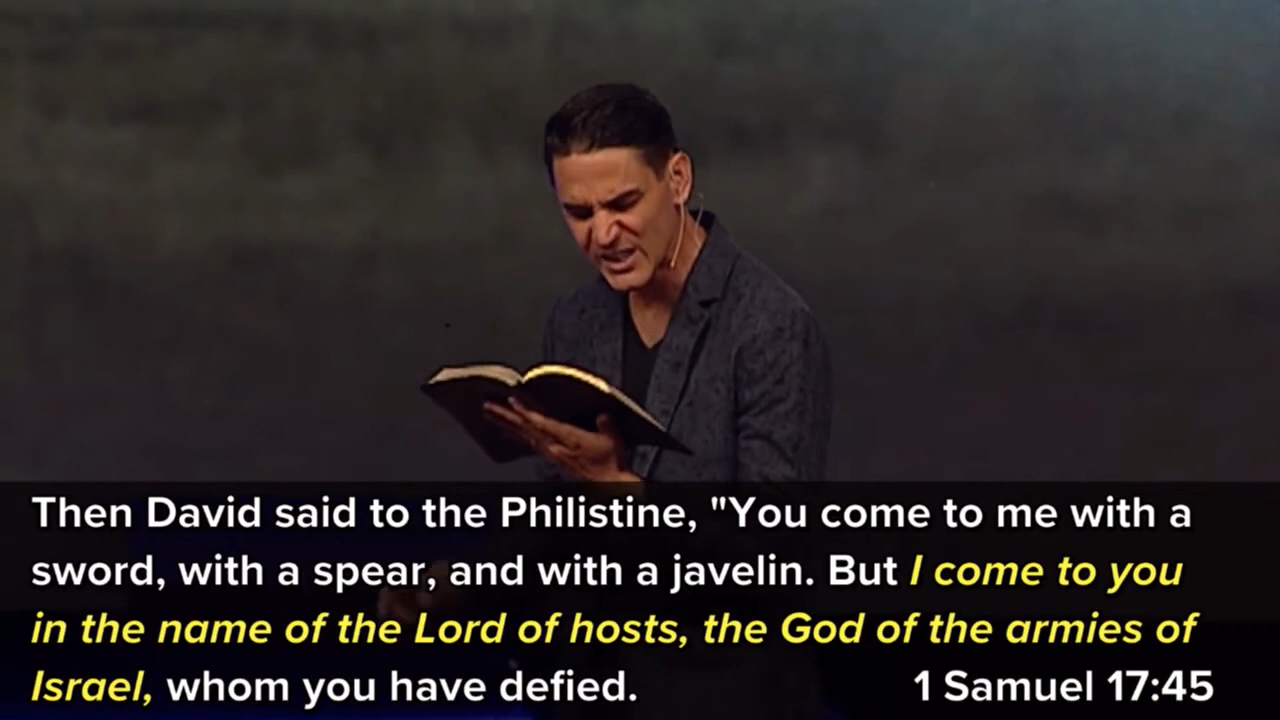 Then David said to the Philistine, "You come to me with a
sword, with a spear, and with a javelin. But I come to you
in the name of the Lord of hosts, the God of the armies of
Israel, whom you have defied. 1 Samuel 17:45